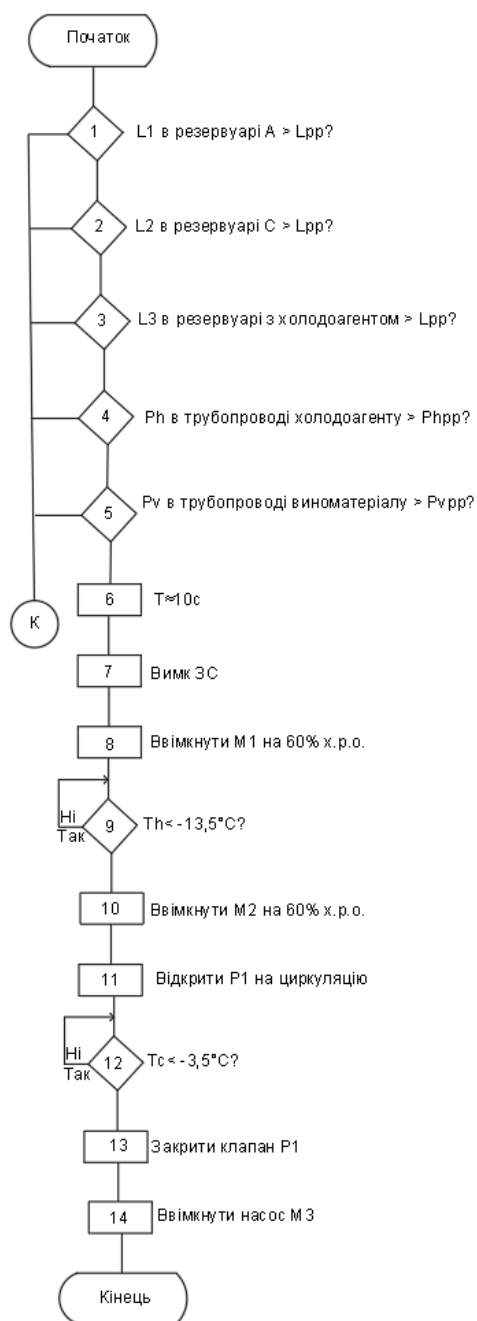 Початок
1 L1 в резервуарі А > Lpp?
2 L2 в резервуарі С > Lpp?
3 L3 в резервуарі з холодоагентом > Lpp?
4 Ph в трубопроводі холодоагенту > Phpp?
5 Pv в трубопроводі виноматеріалу > Pvpp?
К
6 T≈10с
7 Вимк ЗС
8 Ввімкнути М1 на 60% х.р.о.
Ні
Так
9 Th< -13,5°C?
10 Ввімкнути М2 на 60% х.р.о.
11 Відкрити Р1 на циркуляцію
Ні
Так
12 Tc< -3,5°C?
13 Закрити клапан Р1
14 Ввімкнути насос М3
Кінець